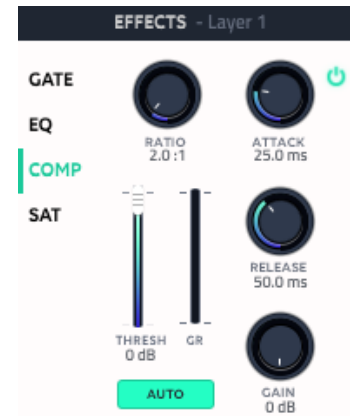 EFFECTS - Layer 1
GATE
EQ
COMP
SAT
RATIO
2.0 :1
ATTACK
25.0 ms
RELEASE
50.0 ms
THRESH
0 dB
GR
AUTO
GAIN
0 dB